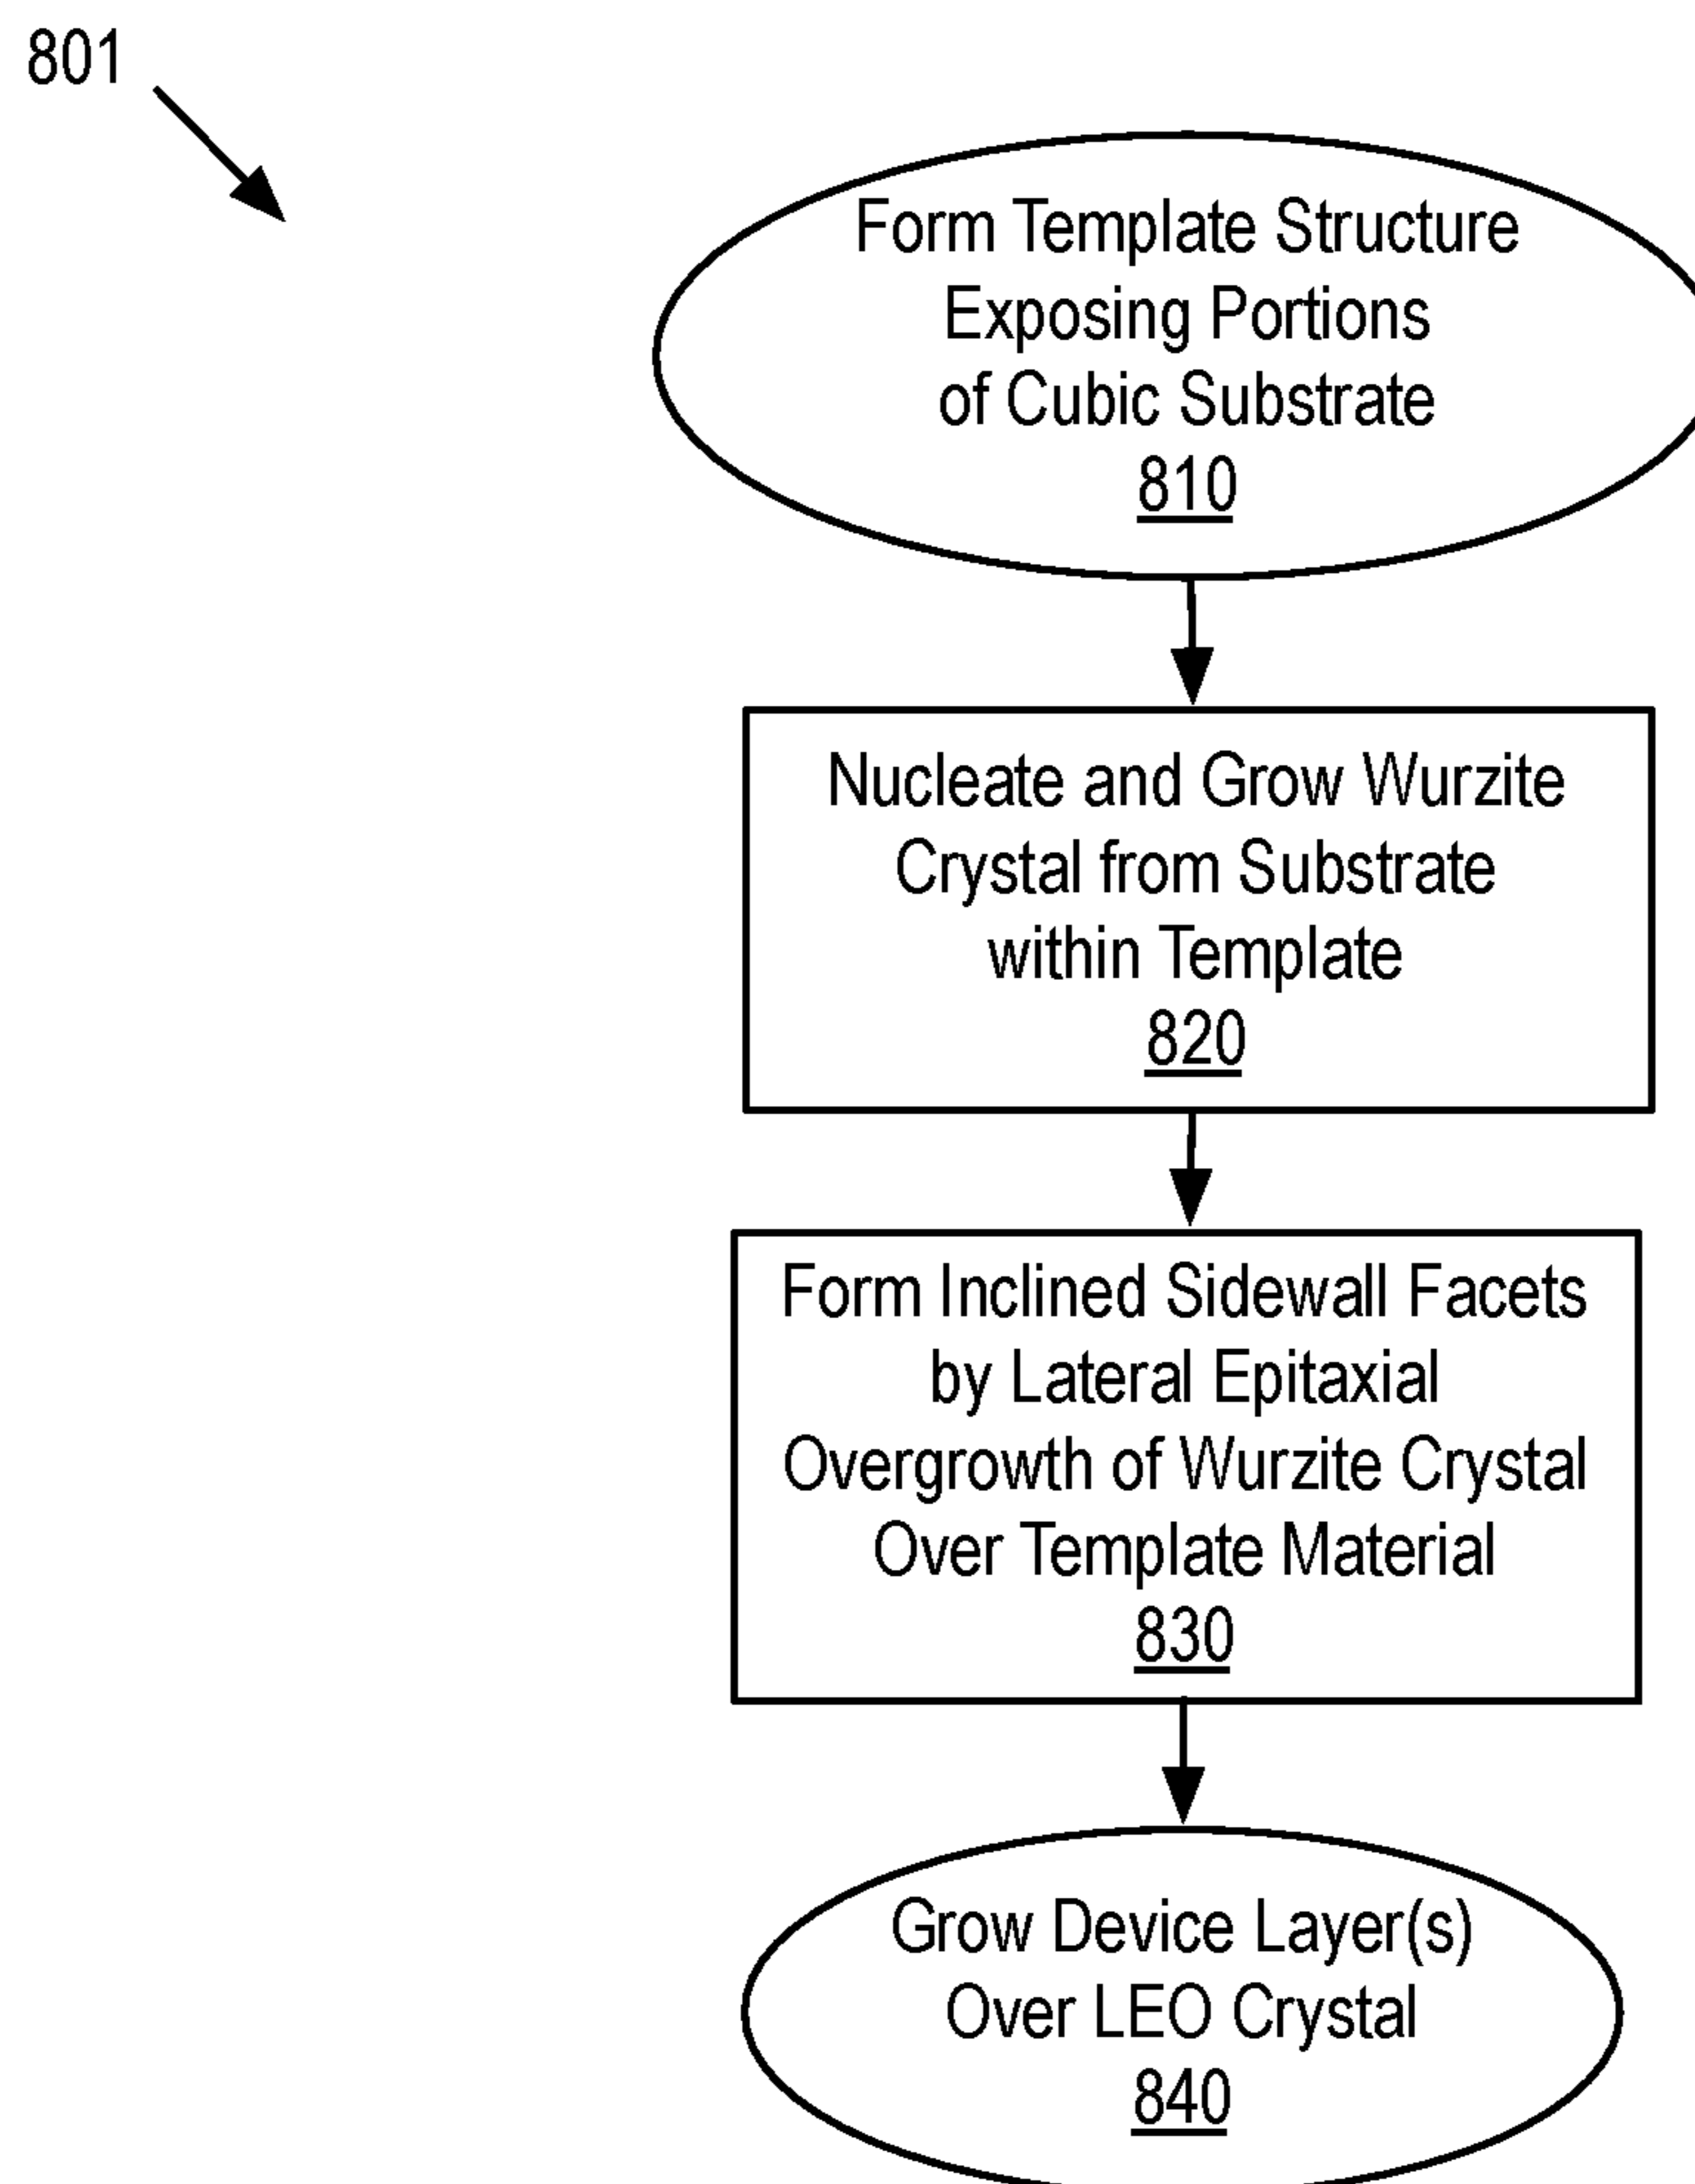 801
Form Template Structure
Exposing Portions
of Cubic Substrate
810
Nucleate and Grow Wurzite
Crystal from Substrate
within Template
820
Form Inclined Sidewall Facets
by Lateral Epitaxial
Overgrowth of Wurzite Crystal
Over Template Material
830
Grow Device Layer(s)
Over LEO Crystal
840